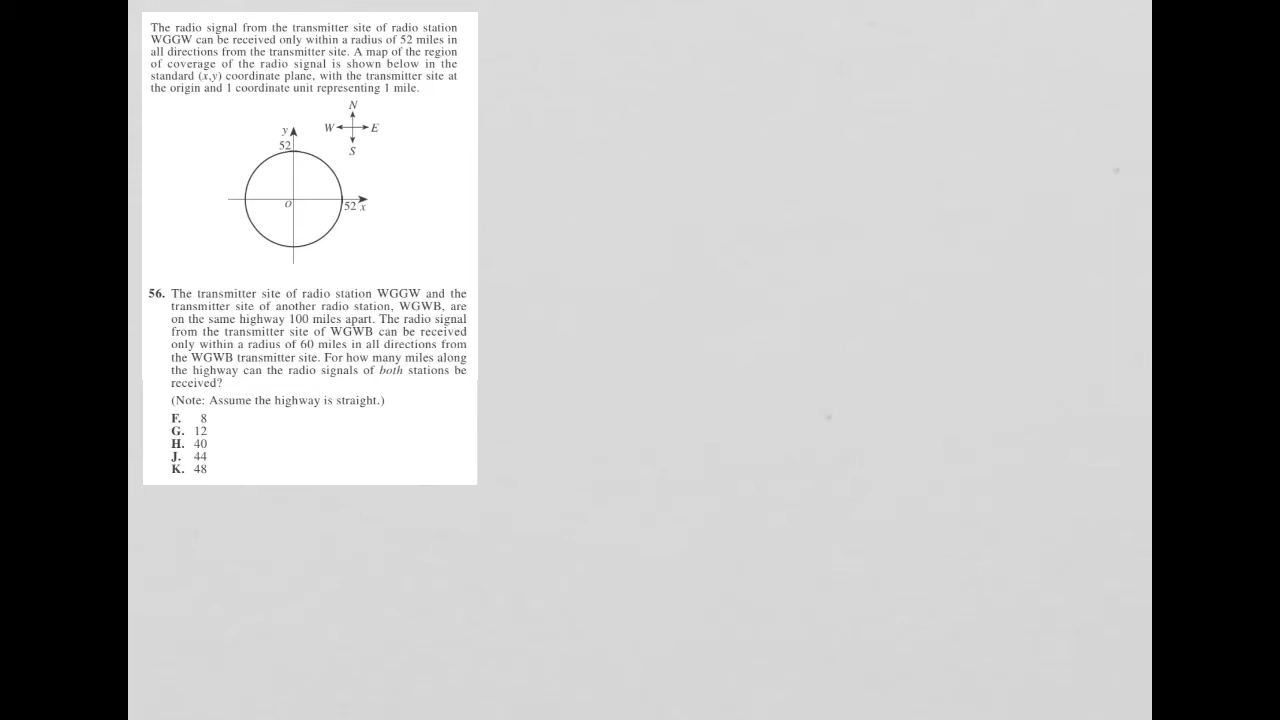 The radio signal from the transmitter site of radio station
WGGW can be received only within a radius of 52 miles in
all directions from the transmitter site. A map of the region
of coverage of the radio signal is shown below in the
standard (x,y) coordinate plane, with the transmitter site at
the origin and 1 coordinate unit representing 1 mile.
N
W E
S
y
52
O
52 x
56. The transmitter site of radio station WGGW and the
transmitter site of another radio station, WGWB, are
on the same highway 100 miles apart. The radio signal
from the transmitter site of WGWB can be received
only within a radius of 60 miles in all directions from
the WGWB transmitter site. For how many miles along
the highway can the radio signals of both stations be
received?
(Note: Assume the highway is straight.)
F. 8
G. 12
H. 40
J. 44
K. 48